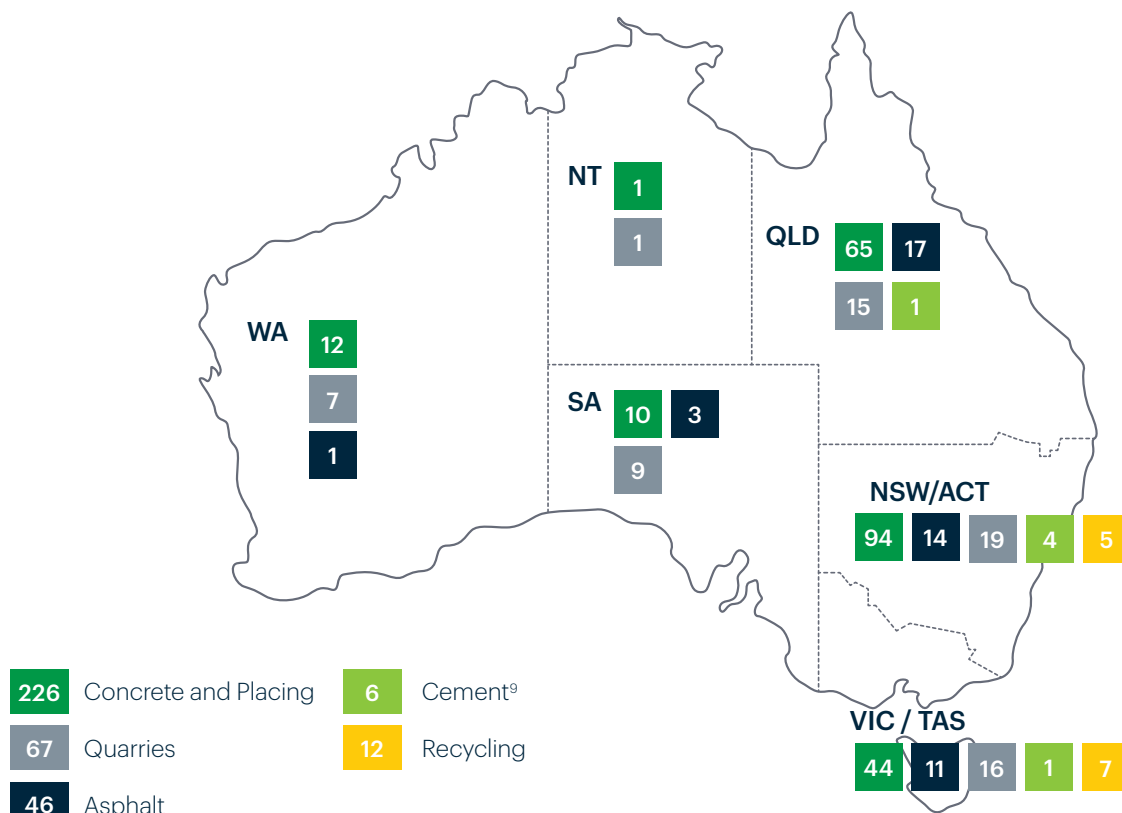 NT
1
1
QLD
65 17
15 1
WA
12
7
1
SA
10 3
9
NSW/ACT
94 14 19 4 5
226 Concrete and Placing
6 Cement⁹
67 Quarries
12 Recycling
46 Asphalt
VIC / TAS
44 11 16 1 7